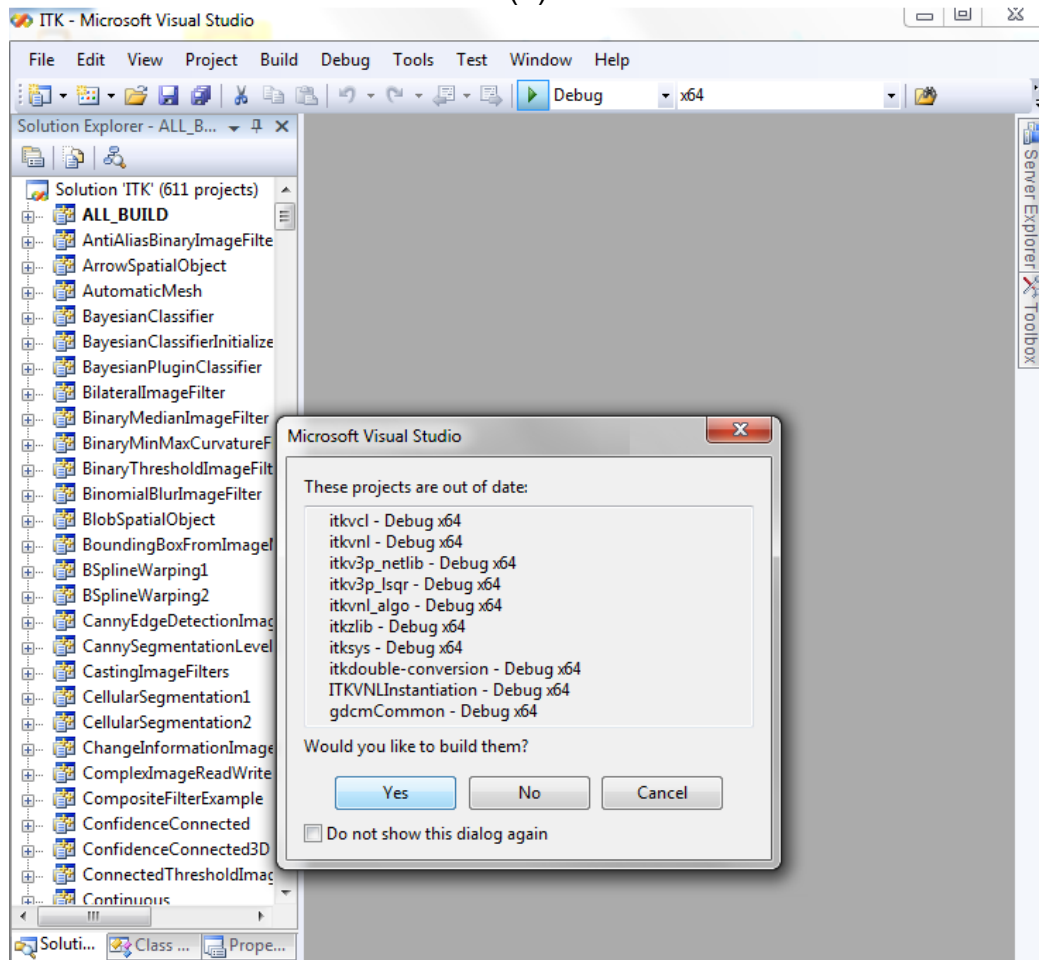 ITK - Microsoft Visual Studio
File Edit View Project Build Debug Tools Test Window Help
Debug x64
Solution Explorer - ALL_B...
Solution 'ITK' (611 projects)
ALL_BUILD
AntiAliasBinaryImageFilte
ArrowSpatialObject
AutomaticMesh
BayesianClassifier
BayesianClassifierInitialize
BayesianPluginClassifier
BilateralImageFilter
BinaryMedianImageFilter
BinaryMinMaxCurvatureF
BinaryThresholdImageFilt
BinomialBlurImageFilter
BlobSpatialObject
BoundingBoxFromImageM
BSplineWarping1
BSplineWarping2
CannyEdgeDetectionImag
CannySegmentationLevel
CastingImageFilters
CellularSegmentation1
CellularSegmentation2
ChangeInformationImage
ComplexImageReadWrite
CompositeFilterExample
ConfidenceConnected
ConfidenceConnected3D
ConnectedThresholdImag
Continuous
Soluti... Class ... Prope...
Microsoft Visual Studio
These projects are out of date:
itkvcl - Debug x64
itkvnl - Debug x64
itkv3p_netlib - Debug x64
itkv3p_lsqr - Debug x64
itkvnl_algo - Debug x64
itkzlib - Debug x64
itksys - Debug x64
itkdouble-conversion - Debug x64
ITKVNLInstantiation - Debug x64
gdcmCommon - Debug x64
Would you like to build them?
Yes No Cancel
Do not show this dialog again
Server Explorer
Toolbox